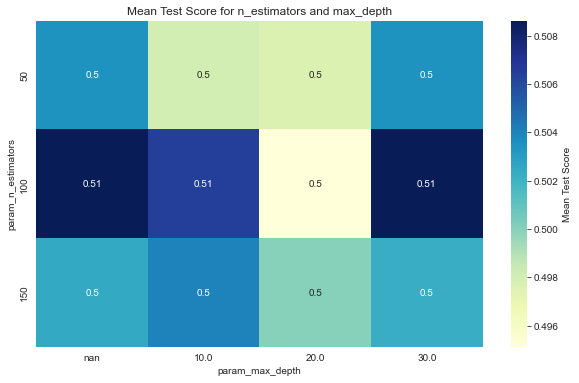 Mean Test Score for n_estimators and max_depth
param_n_estimators
50
0.5 0.5 0.5 0.5
100
0.51 0.51 0.5 0.51
150
0.5 0.5 0.5 0.5
nan 10.0 20.0 30.0
param_max_depth
0.508
0.506
0.504
0.502
0.500
0.498
0.496
Mean Test Score